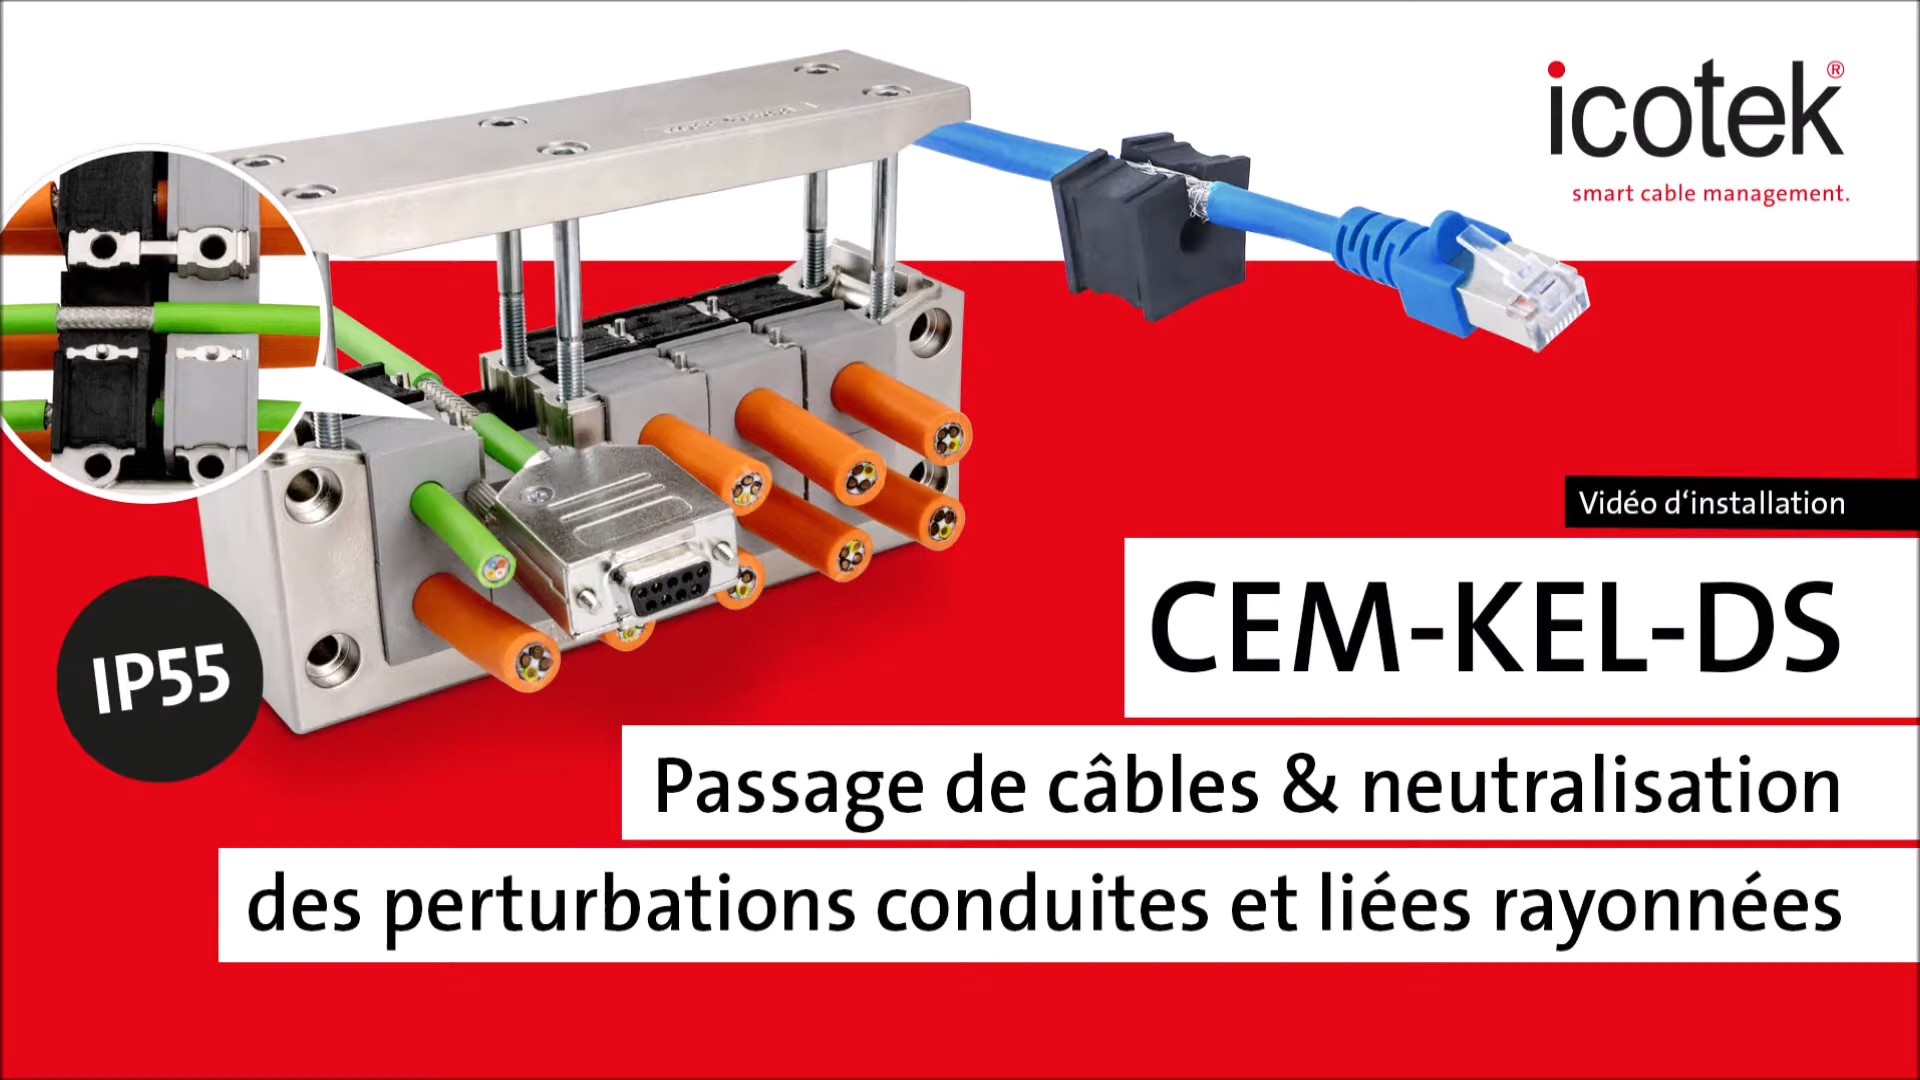 icotek®
smart cable management.
IP55
Vidéo d‘installation
CEM-KEL-DS
Passage de câbles & neutralisation
des perturbations conduites et liées rayonnées